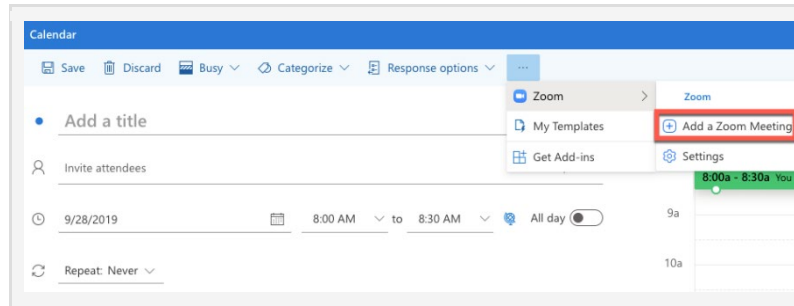 Calendar
Save Discard Busy Categorize Response options ...
Zoom Zoom
Add a title My Templates Add a Zoom Meeting
Invite attendees Get Add-ins Settings
8:00a - 8:30a You
9/28/2019 8:00 AM to 8:30 AM All day 9a
Repeat: Never 10a